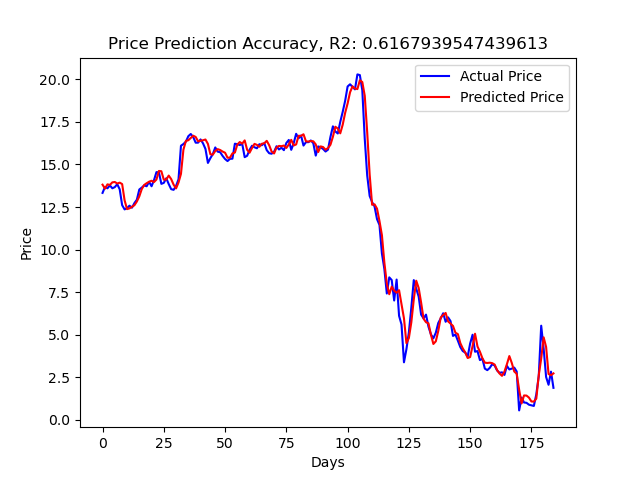 Price Prediction Accuracy, R2: 0.6167939547439613
Actual Price
Predicted Price
20.0
17.5
15.0
12.5
10.0
7.5
5.0
2.5
0.0
Price
0 25 50 75 100 125 150 175
Days